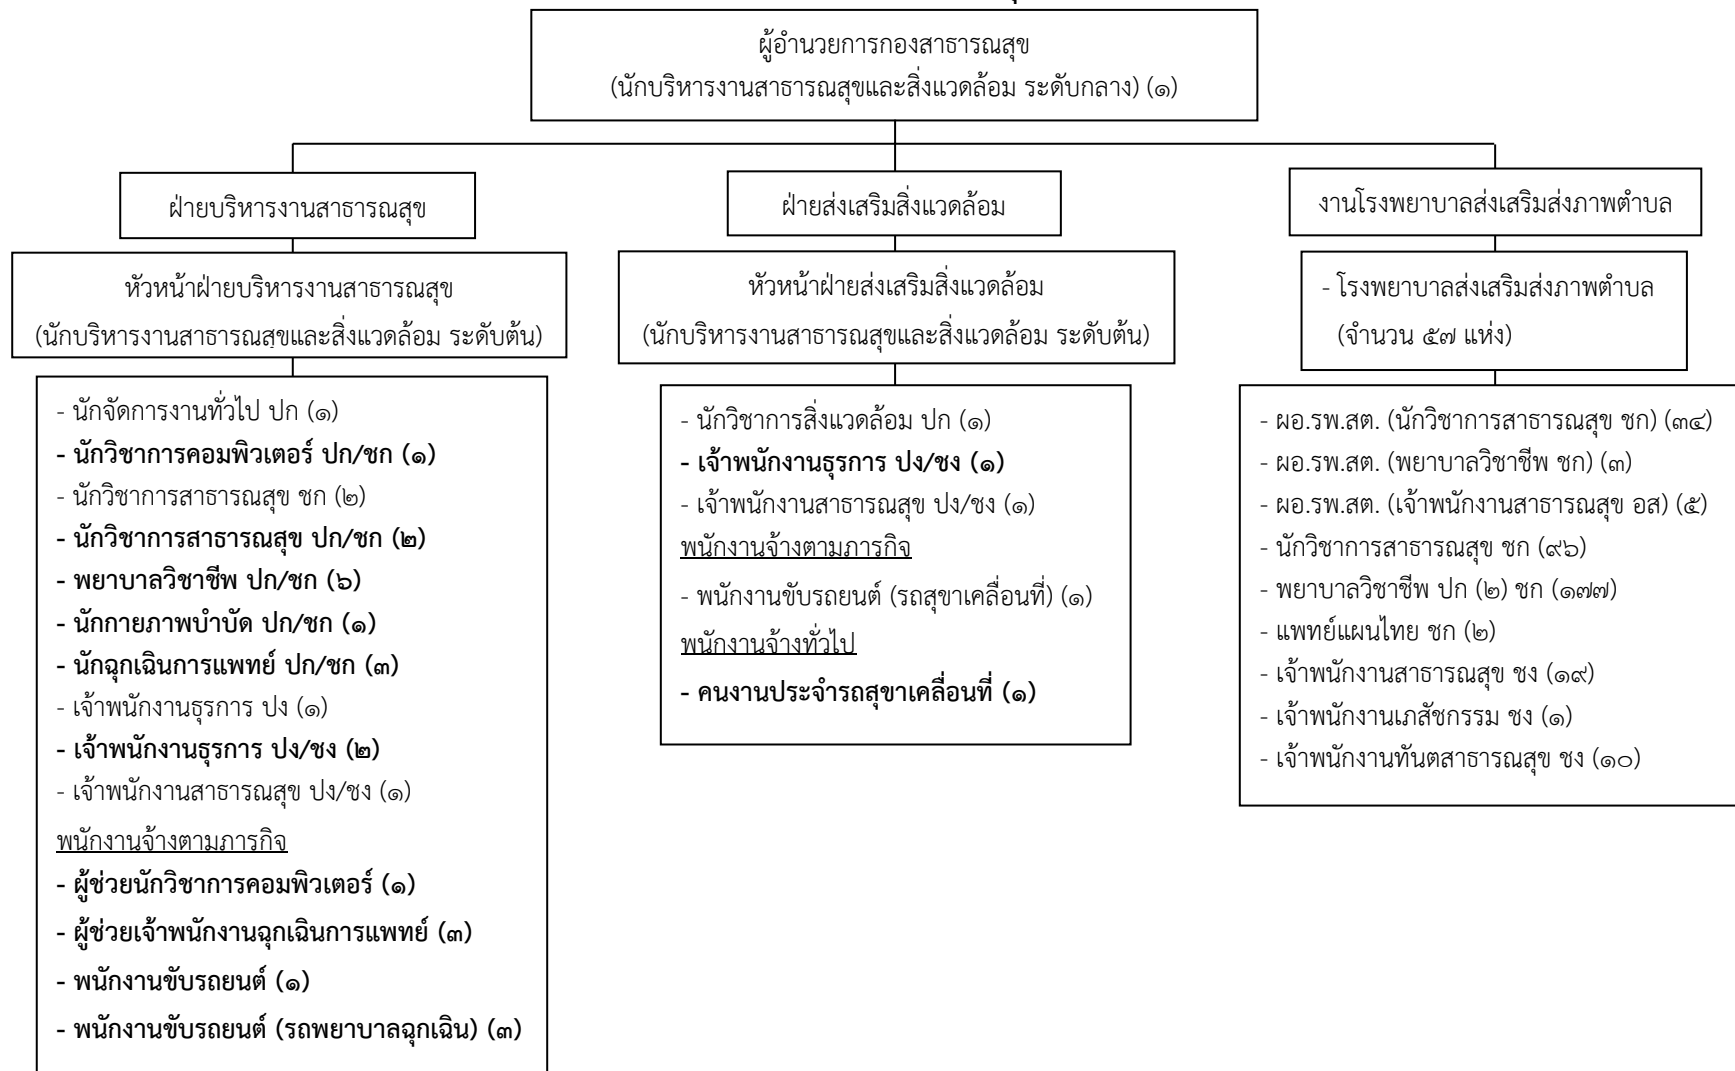 ผู้อำนวยการกองสาธารณสุข
(นักบริหารงานสาธารณสุขและสิ่งแวดล้อม ระดับกลาง) (๑)
ฝ่ายบริหารงานสาธารณสุข
หัวหน้าฝ่ายบริหารงานสาธารณสุข
(นักบริหารงานสาธารณสุขและสิ่งแวดล้อม ระดับต้น)
- นักจัดการงานทั่วไป ปก (๑)
- นักวิชาการคอมพิวเตอร์ ปก/ชก (๑)
- นักวิชาการสาธารณสุข ชก (๒)
- นักวิชาการสาธารณสุข ปก/ชก (๒)
- พยาบาลวิชาชีพ ปก/ชก (๖)
- นักกายภาพบำบัด ปก/ชก (๑)
- นักฉุกเฉินการแพทย์ ปก/ชก (๓)
- เจ้าพนักงานธุรการ ปง (๑)
- เจ้าพนักงานธุรการ ปง/ชง (๒)
- เจ้าพนักงานสาธารณสุข ปง/ชง (๑)
พนักงานจ้างตามภารกิจ
- ผู้ช่วยนักวิชาการคอมพิวเตอร์ (๑)
- ผู้ช่วยเจ้าพนักงานฉุกเฉินการแพทย์ (๓)
- พนักงานขับรถยนต์ (๑)
- พนักงานขับรถยนต์ (รถพยาบาลฉุกเฉิน) (๓)
ฝ่ายส่งเสริมสิ่งแวดล้อม
หัวหน้าฝ่ายส่งเสริมสิ่งแวดล้อม
(นักบริหารงานสาธารณสุขและสิ่งแวดล้อม ระดับต้น)
- นักวิชาการสิ่งแวดล้อม ปก (๑)
- เจ้าพนักงานธุรการ ปง/ชง (๑)
- เจ้าพนักงานสาธารณสุข ปง/ชง (๑)
พนักงานจ้างตามภารกิจ
- พนักงานขับรถยนต์ (รถสุขาเคลื่อนที่) (๑)
พนักงานจ้างทั่วไป
- คนงานประจำรถสุขาเคลื่อนที่ (๑)
งานโรงพยาบาลส่งเสริมส่งภาพตำบล
- โรงพยาบาลส่งเสริมส่งภาพตำบล
(จำนวน ๕๗ แห่ง)
- ผอ.รพ.สต. (นักวิชาการสาธารณสุข ชก) (๓๔)
- ผอ.รพ.สต. (พยาบาลวิชาชีพ ชก) (๓)
- ผอ.รพ.สต. (เจ้าพนักงานสาธารณสุข อส) (๕)
- นักวิชาการสาธารณสุข ชก (๙๖)
- พยาบาลวิชาชีพ ปก (๒) ชก (๑๗๗)
- แพทย์แผนไทย ชก (๒)
- เจ้าพนักงานสาธารณสุข ชง (๑๙)
- เจ้าพนักงานเภสัชกรรม ชง (๑)
- เจ้าพนักงานทันตสาธารณสุข ชง (๑๐)